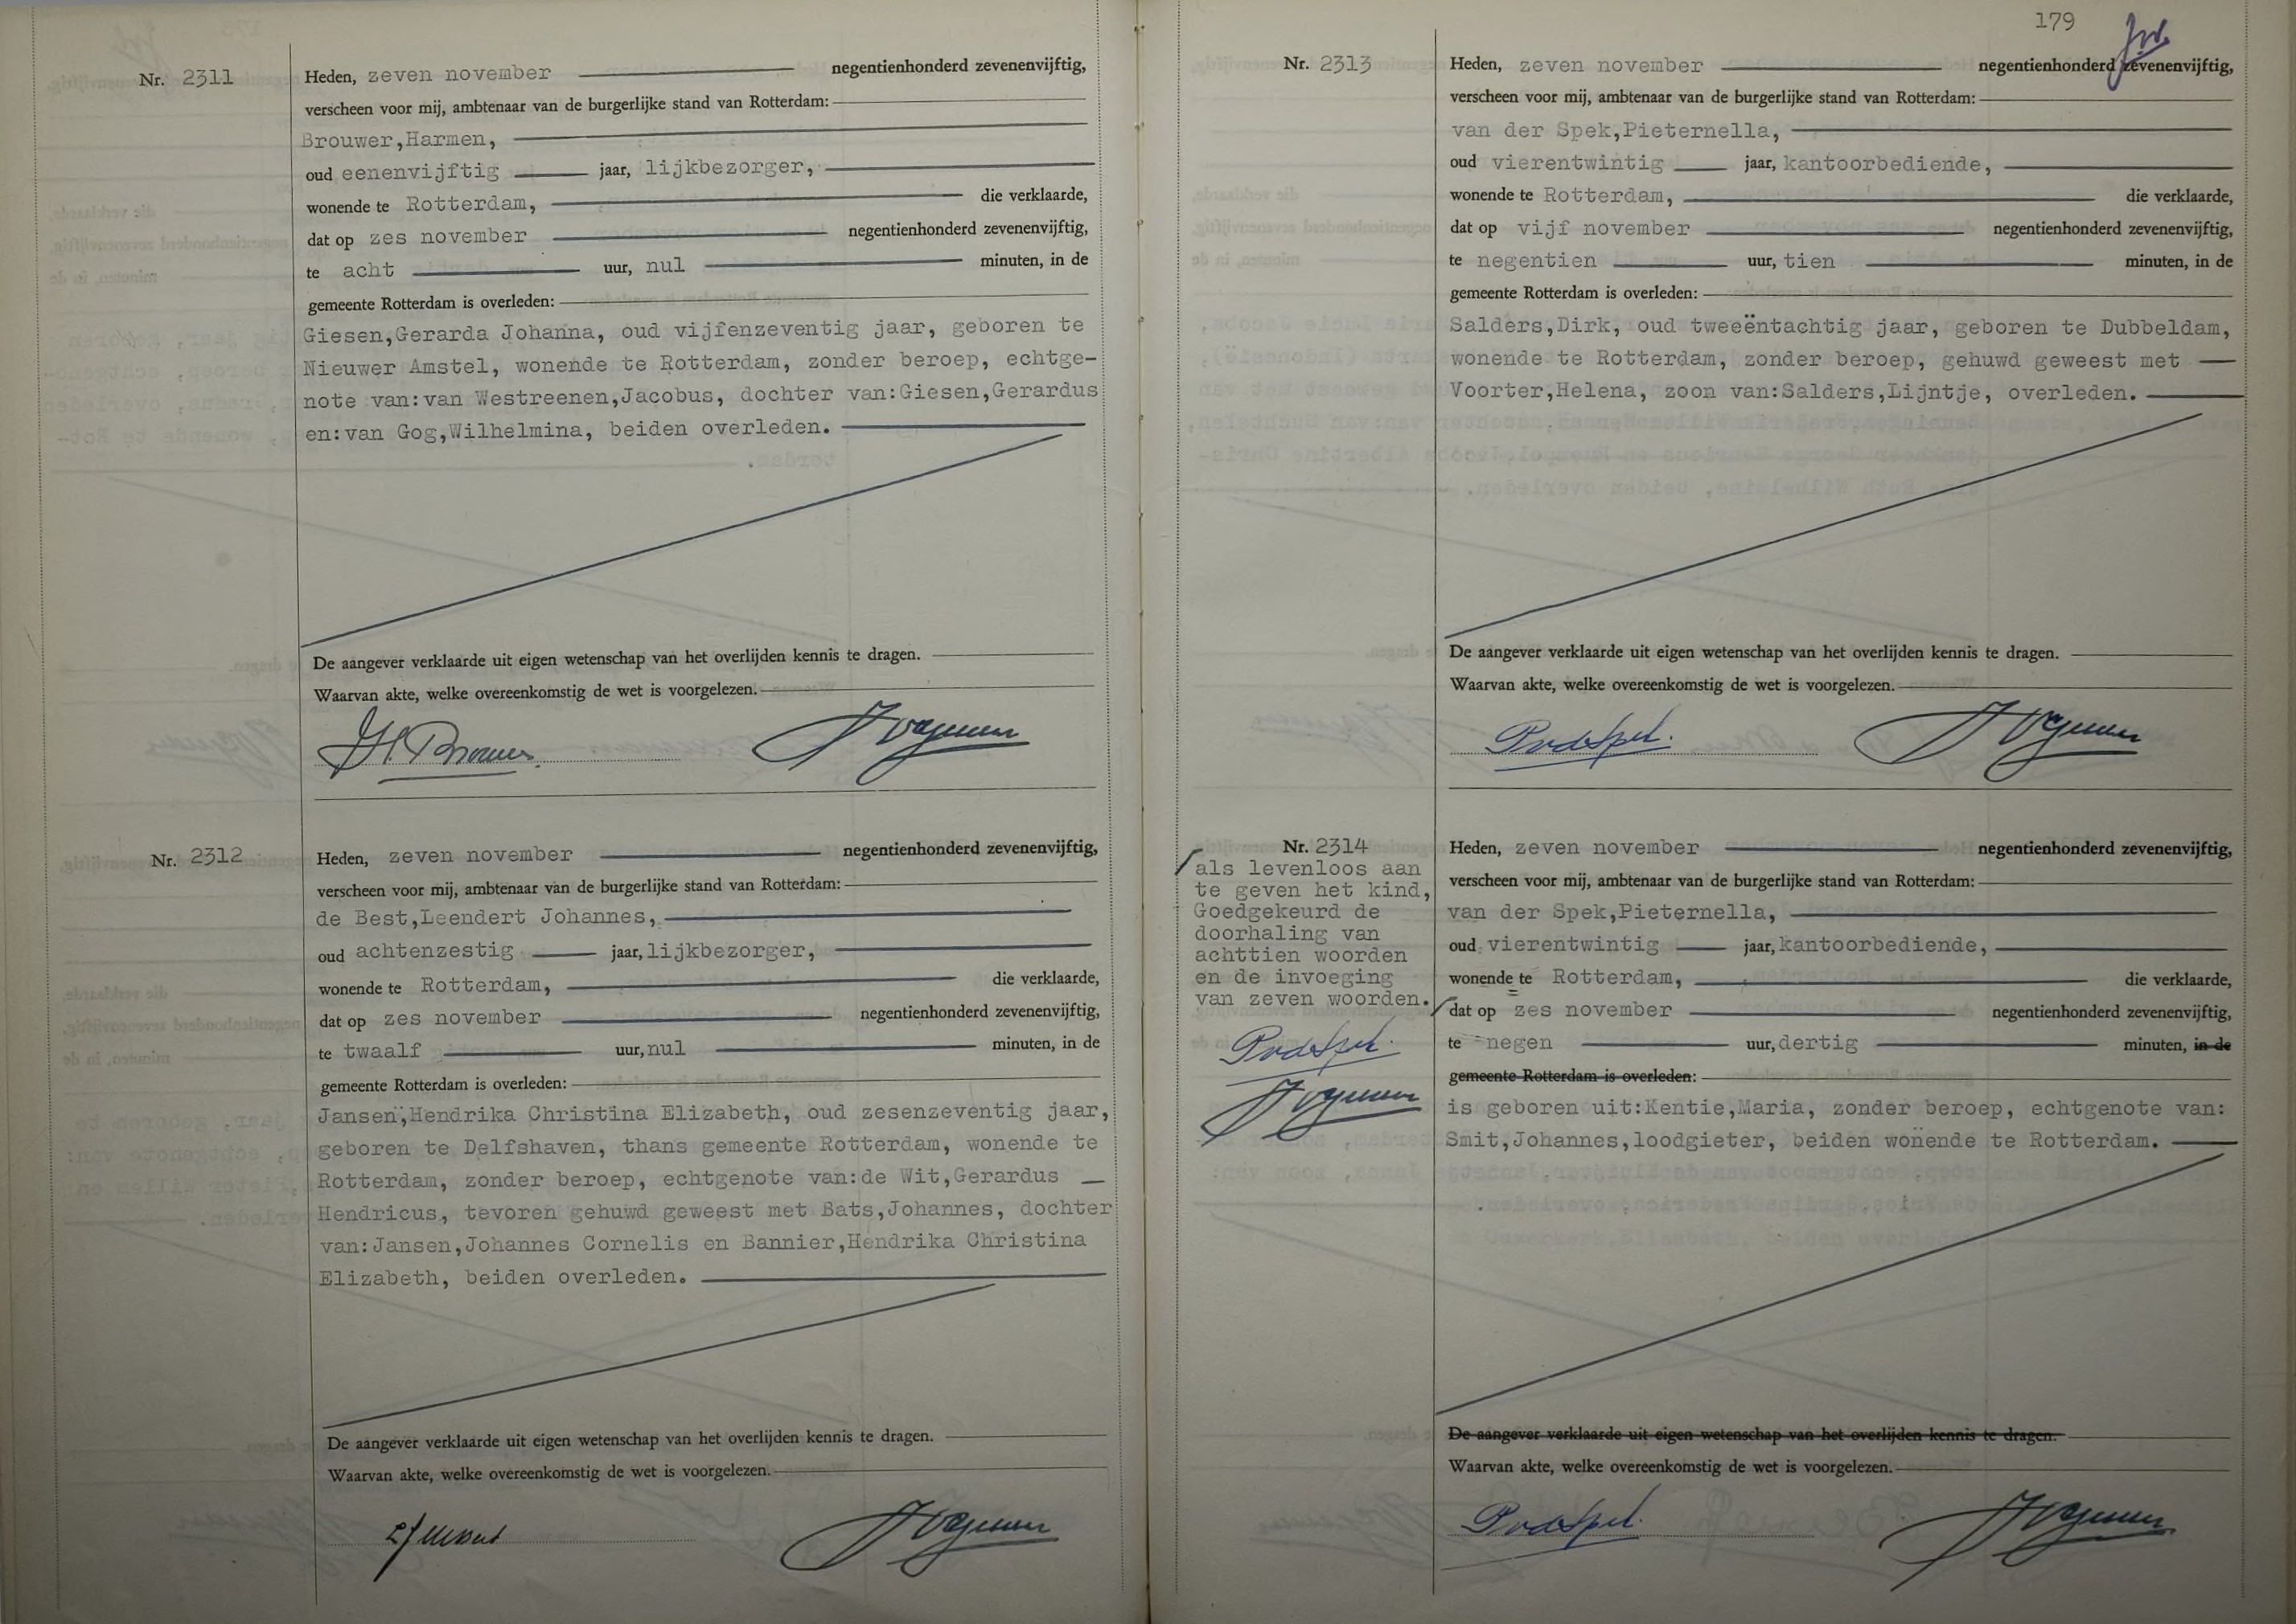 Nr. 2311
Heden, zeven november negentienhonderd zevenenvijftig,
verscheen voor mij, ambtenaar van de burgerlijke stand van Rotterdam:
Brouwer,Harmen,
oud eenenvijftig jaar, lijkbezorger,
wonende te Rotterdam, die verklaarde,
dat op zes november negentienhonderd zevenenvijftig,
te acht uur, nul minuten, in de
gemeente Rotterdam is overleden:
Giesen,Gerarda Johanna, oud vijfenzeventig jaar, geboren te
Nieuwer Amstel, wonende te Rotterdam, zonder beroep, echtge-
note van:van Westreenen,Jacobus, dochter van:Giesen,Gerardus
en:van Gog,Wilhelmina, beiden overleden.
De aangever verklaarde uit eigen wetenschap van het overlijden kennis te dragen.
Waarvan akte, welke overeenkomstig de wet is voorgelezen.
Nr. 2312
Heden, zeven november negentienhonderd zevenenvijftig,
verscheen voor mij, ambtenaar van de burgerlijke stand van Rotterdam:
de Best,Leendert Johannes,
oud achtenzestig jaar, lijkbezorger,
wonende te Rotterdam, die verklaarde,
dat op zes november negentienhonderd zevenenvijftig,
te twaalf uur, nul minuten, in de
gemeente Rotterdam is overleden:
Jansen,Hendrika Christina Elizabeth, oud zesenzeventig jaar,
geboren te Delfshaven, thans gemeente Rotterdam, wonende te
Rotterdam, zonder beroep, echtgenote van:de Wit,Gerardus
Hendricus, tevoren gehuwd geweest met Bats,Johannes, dochter
van:Jansen,Johannes Cornelis en Bannier,Hendrika Christina
Elizabeth, beiden overleden.
De aangever verklaarde uit eigen wetenschap van het overlijden kennis te dragen.
Waarvan akte, welke overeenkomstig de wet is voorgelezen.
179
Nr. 2313
Heden, zeven november negentienhonderd zevenenvijftig,
verscheen voor mij, ambtenaar van de burgerlijke stand van Rotterdam:
van der Spek,Pieternella,
oud vierentwintig jaar, kantoorbediende,
wonende te Rotterdam, die verklaarde,
dat op vijf november negentienhonderd zevenenvijftig,
te negentien uur, tien minuten, in de
gemeente Rotterdam is overleden:
Salders,Dirk, oud tweeëntachtig jaar, geboren te Dubbeldam,
wonende te Rotterdam, zonder beroep, gehuwd geweest met
Voorter,Helena, zoon van:Salders,Lijntje, overleden.
De aangever verklaarde uit eigen wetenschap van het overlijden kennis te dragen.
Waarvan akte, welke overeenkomstig de wet is voorgelezen.
PvdSpek.
Nr. 2314
als levenloos aan
te geven het kind,
Goedgekeurd de
doorhaling van
achttien woorden
en de invoeging
van zeven woorden.
PvdSpek.
Heden, zeven november negentienhonderd zevenenvijftig,
verscheen voor mij, ambtenaar van de burgerlijke stand van Rotterdam:
van der Spek,Pieternella,
oud vierentwintig jaar, kantoorbediende,
wonende te Rotterdam, die verklaarde,
dat op zes november negentienhonderd zevenenvijftig,
te negen uur, dertig minuten, in de
gemeente Rotterdam is overleden:
is geboren uit:Kentie,Maria, zonder beroep, echtgenote van:
Smit,Johannes,loodgieter, beiden wonende te Rotterdam.
De aangever verklaarde uit eigen wetenschap van het overlijden kennis te dragen.
Waarvan akte, welke overeenkomstig de wet is voorgelezen.
PvdSpek.